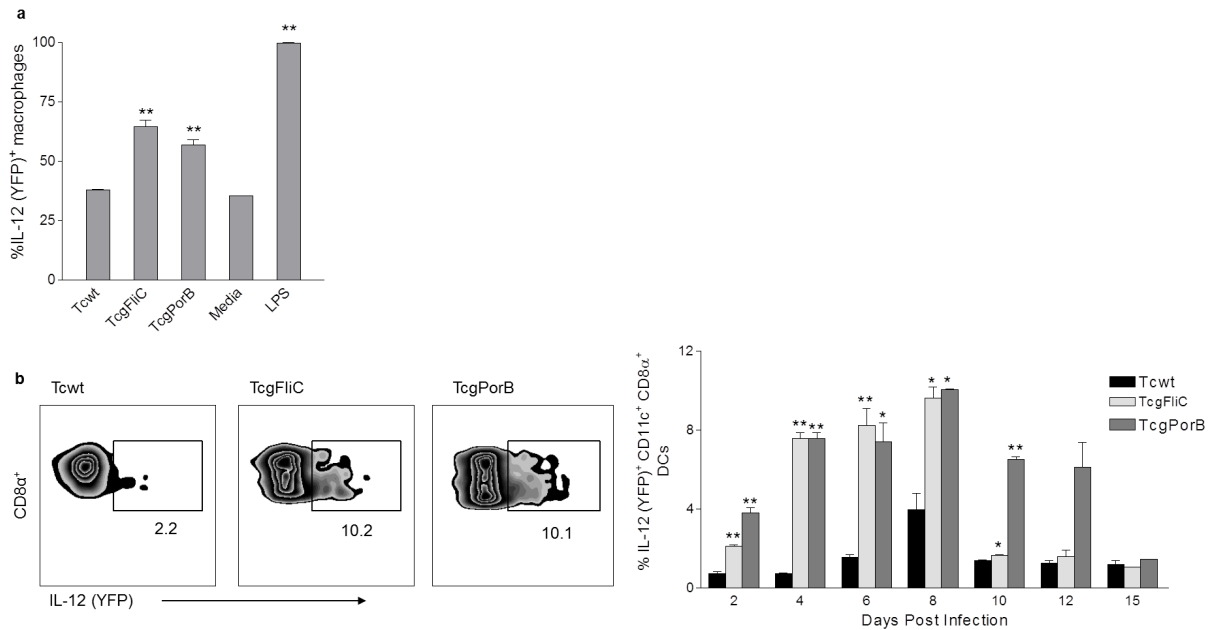 a
%IL-12 (YFP)+ macrophages
100
75
50
25
0
**
**
**
Tcwt
TcgFliC
TcgPorB
Media
LPS
b
Tcwt
TcgFliC
TcgPorB
CD8α+
2.2
10.2
10.1
IL-12 (YFP)
% IL-12 (YFP)+ CD11c+ CD8α+
DCs
12
8
4
0
**
**
**
**
**
*
*
*
*
**
2
4
6
8
10
12
15
Days Post Infection
Tcwt
TcgFliC
TcgPorB